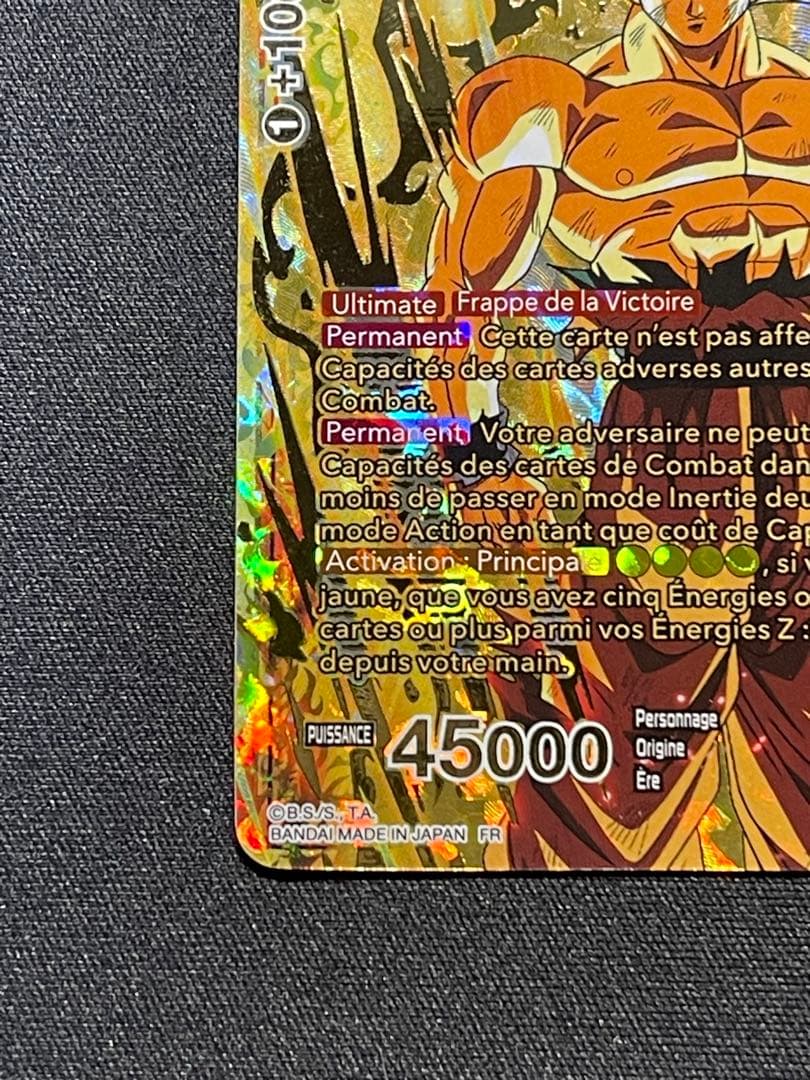 1 +100
Ultimate Frappe de la Victoire
Permanent Cette carte n'est pas affe
Capacités des cartes adverses autres
Combat.
Permanent Votre adversaire ne peut
Capacités des cartes de Combat dan
moins de passer en mode Inertie deu
mode Action en tant que coût de Cap
Activation : Principale , si v
jaune, que vous avez cinq Énergies o
cartes ou plus parmi vos Énergies Z :
depuis votre main.
PUISSANCE 45000
Personnage
Origine
Ère
©B.S./S., T.A.
BANDAI MADE IN JAPAN FR